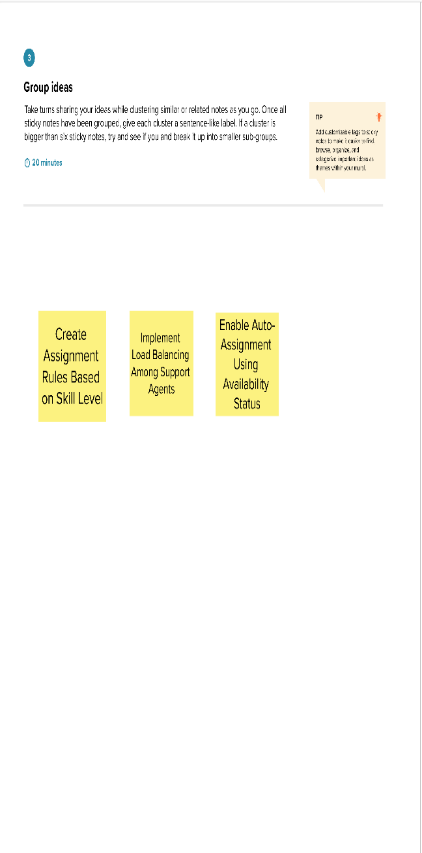 3
Group ideas
Take turns sharing your ideas while clustering similar or related notes as you go. Once all
sticky notes have been grouped, give each cluster a sentence-like label. If a cluster is
bigger than six sticky notes, try and see if you and break it up into smaller sub-groups.
20 minutes
TIP
Add customizable tags to sticky
notes to make it easier to find,
browse, organize, and
categorize important ideas as
themes within your mural.
Create
Assignment
Rules Based
on Skill Level
Implement
Load Balancing
Among Support
Agents
Enable Auto-
Assignment
Using
Availability
Status